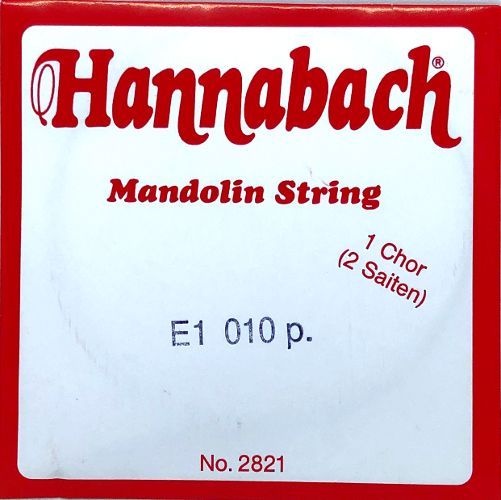 Hannabach®
Mandolin String
1 Chor
(2 Saiten)
E1 010 p.
No. 2821